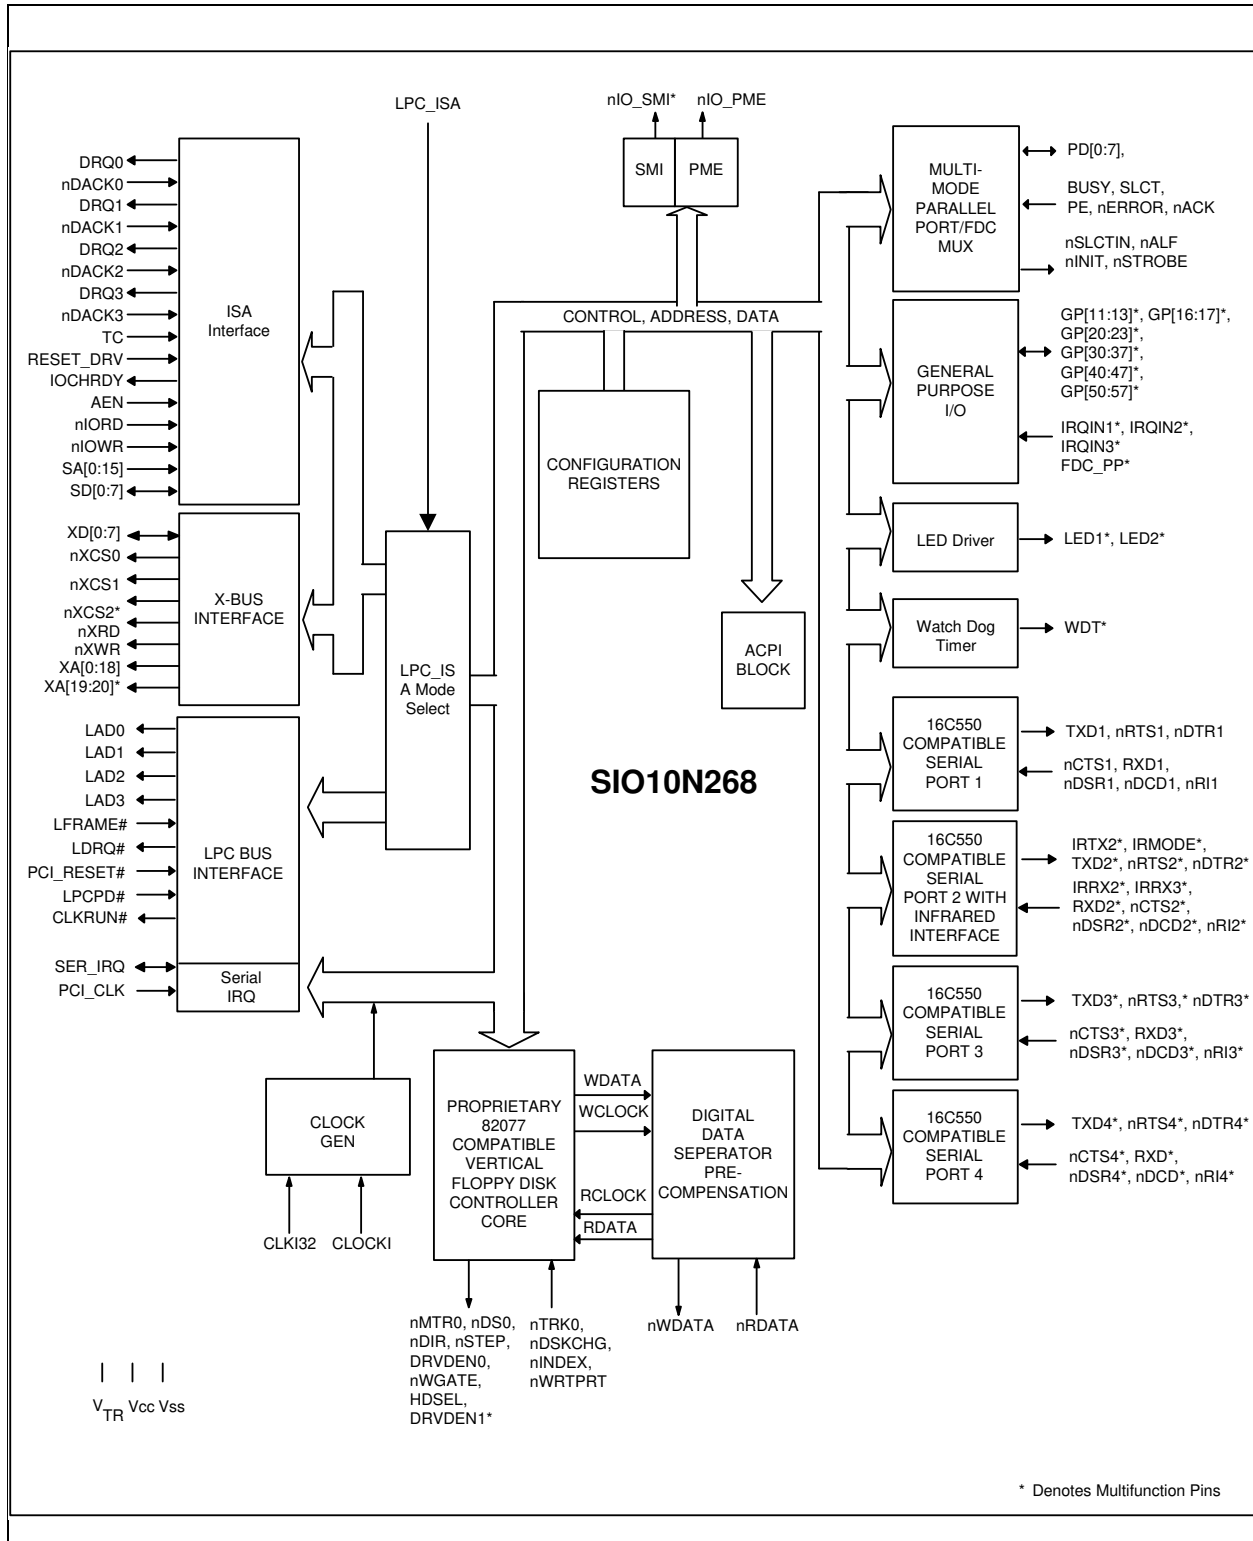 LPC_ISA
nIO_SMI*
nIO_PME
SMI
PME
DRQ0
nDACK0
DRQ1
nDACK1
DRQ2
nDACK2
DRQ3
nDACK3
TC
RESET_DRV
IOCHRDY
AEN
nIORD
nIOWR
SA[0:15]
SD[0:7]
ISA
Interface
XD[0:7]
nXCS0
nXCS1
nXCS2*
nXRD
nXWR
XA[0:18]
XA[19:20]*
X-BUS
INTERFACE
LAD0
LAD1
LAD2
LAD3
LFRAME#
LDRQ#
PCI_RESET#
LPCPD#
CLKRUN#
LPC BUS
INTERFACE
SER_IRQ
PCI_CLK
Serial
IRQ
LPC_IS
A Mode
Select
CONTROL, ADDRESS, DATA
CONFIGURATION
REGISTERS
ACPI
BLOCK
SIO10N268
MULTI-
MODE
PARALLEL
PORT/FDC
MUX
PD[0:7],
BUSY, SLCT,
PE, nERROR, nACK
nSLCTIN, nALF
nINIT, nSTROBE
GENERAL
PURPOSE
I/O
GP[11:13]*, GP[16:17]*,
GP[20:23]*,
GP[30:37]*,
GP[40:47]*,
GP[50:57]*
IRQIN1*, IRQIN2*,
IRQIN3*
FDC_PP*
LED Driver
LED1*, LED2*
Watch Dog
Timer
WDT*
16C550
COMPATIBLE
SERIAL
PORT 1
TXD1, nRTS1, nDTR1
nCTS1, RXD1,
nDSR1, nDCD1, nRI1
16C550
COMPATIBLE
SERIAL
PORT 2 WITH
INFRARED
INTERFACE
IRTX2*, IRMODE*,
TXD2*, nRTS2*, nDTR2*
IRRX2*, IRRX3*,
RXD2*, nCTS2*,
nDSR2*, nDCD2*, nRI2*
16C550
COMPATIBLE
SERIAL
PORT 3
TXD3*, nRTS3,* nDTR3*
nCTS3*, RXD3*,
nDSR3*, nDCD3*, nRI3*
16C550
COMPATIBLE
SERIAL
PORT 4
TXD4*, nRTS4*, nDTR4*
nCTS4*, RXD*,
nDSR4*, nDCD*, nRI4*
CLOCK
GEN
CLKI32
CLOCKI
PROPRIETARY
82077
COMPATIBLE
VERTICAL
FLOPPY DISK
CONTROLLER
CORE
WDATA
WCLOCK
RCLOCK
RDATA
DIGITAL
DATA
SEPERATOR
PRE-
COMPENSATION
nMTR0, nDS0,
nDIR, nSTEP,
DRVDEN0,
nWGATE,
HDSEL,
DRVDEN1*
nTRK0,
nDSKCHG,
nINDEX,
nWRTPRT
nWDATA
nRDATA
VTR Vcc Vss
* Denotes Multifunction Pins